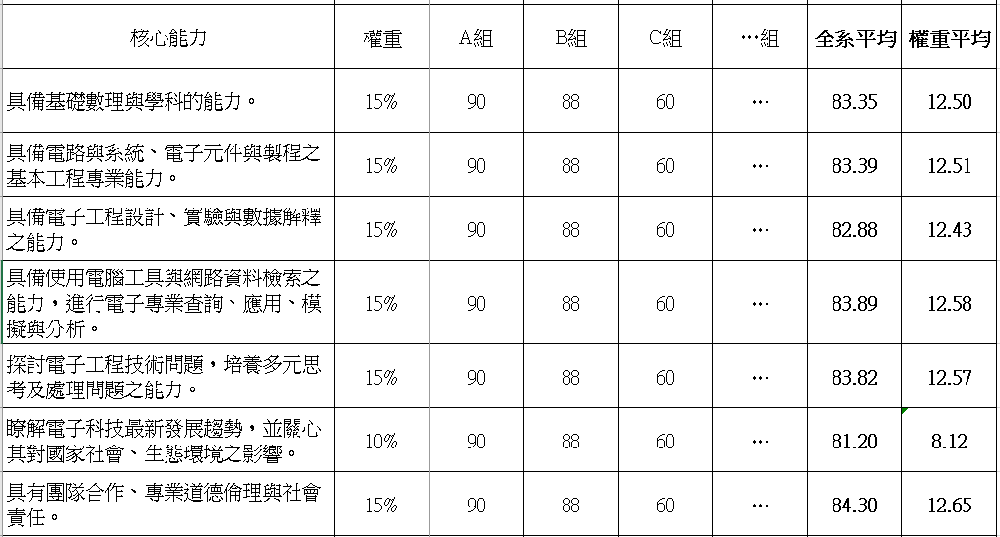 核心能力 權重 A組 B組 C組 …組 全系平均 權重平均
具備基礎數理與學科的能力。 15% 90 88 60 … 83.35 12.50
具備電路與系統、電子元件與製程之
基本工程專業能力。 15% 90 88 60 … 83.39 12.51
具備電子工程設計、實驗與數據解釋
之能力。 15% 90 88 60 … 82.88 12.43
具備使用電腦工具與網路資料檢索之
能力，進行電子專業查詢、應用、模
擬與分析。 15% 90 88 60 … 83.89 12.58
探討電子工程技術問題，培養多元思
考及處理問題之能力。 15% 90 88 60 … 83.82 12.57
瞭解電子科技最新發展趨勢，並關心
其對國家社會、生態環境之影響。 10% 90 88 60 … 81.20 8.12
具有團隊合作、專業道德倫理與社會
責任。 15% 90 88 60 … 84.30 12.65